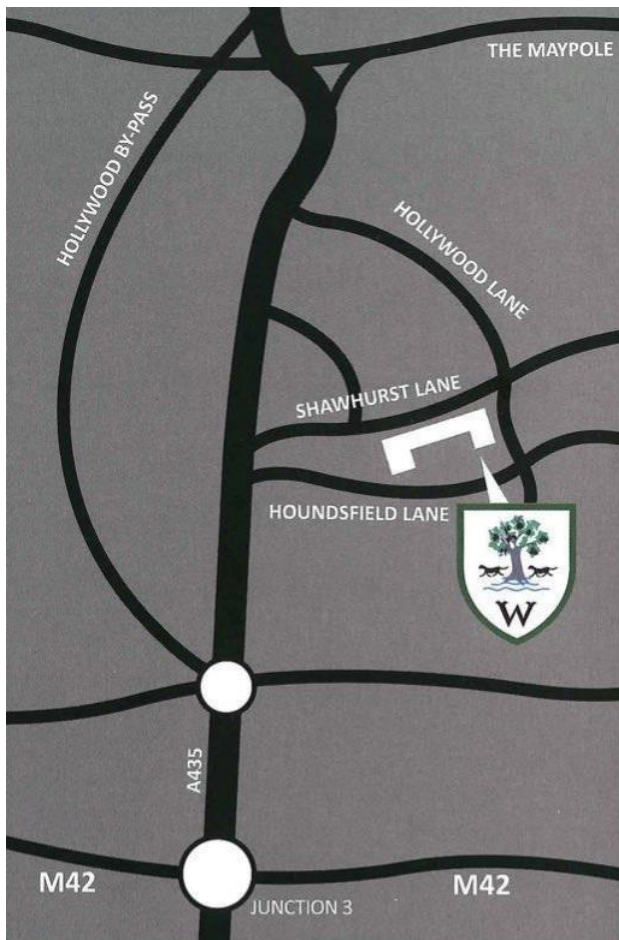 THE MAYPOLE
HOLLYWOOD BY-PASS
HOLLYWOOD LANE
SHAWHURST LANE
HOUNDSFIELD LANE
W
A435
M42
M42
JUNCTION 3